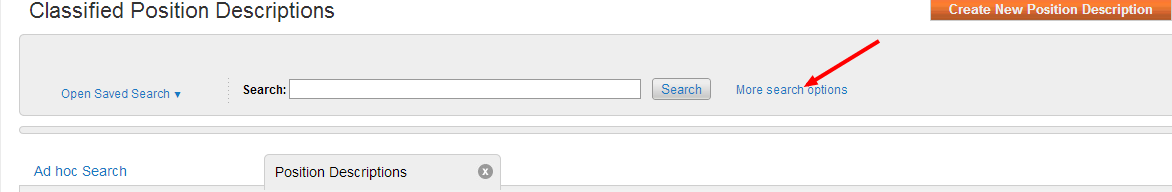 Classified Position Descriptions
Create New Position Description
Open Saved Search ▾
Search:
Search
More search options
Ad hoc Search
Position Descriptions
x